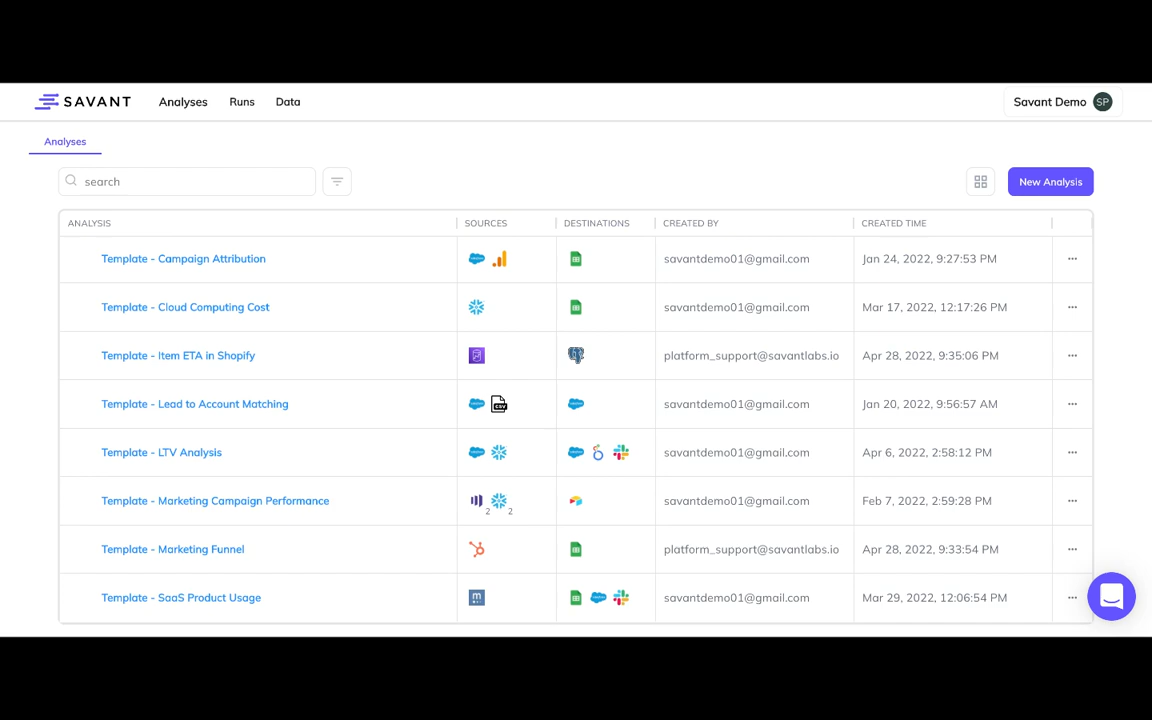 SAVANT Analyses Runs Data Savant Demo SP
Analyses
search New Analysis
ANALYSIS SOURCES DESTINATIONS CREATED BY CREATED TIME
Template - Campaign Attribution savantdemo01@gmail.com Jan 24, 2022, 9:27:53 PM ...
Template - Cloud Computing Cost savantdemo01@gmail.com Mar 17, 2022, 12:17:26 PM ...
Template - Item ETA in Shopify platform_support@savantlabs.io Apr 28, 2022, 9:35:06 PM ...
Template - Lead to Account Matching CSV savantdemo01@gmail.com Jan 20, 2022, 9:56:57 AM ...
Template - LTV Analysis savantdemo01@gmail.com Apr 6, 2022, 2:58:12 PM ...
Template - Marketing Campaign Performance 2 2 savantdemo01@gmail.com Feb 7, 2022, 2:59:28 PM ...
Template - Marketing Funnel platform_support@savantlabs.io Apr 28, 2022, 9:33:54 PM ...
Template - SaaS Product Usage m savantdemo01@gmail.com Mar 29, 2022, 12:06:54 PM ...